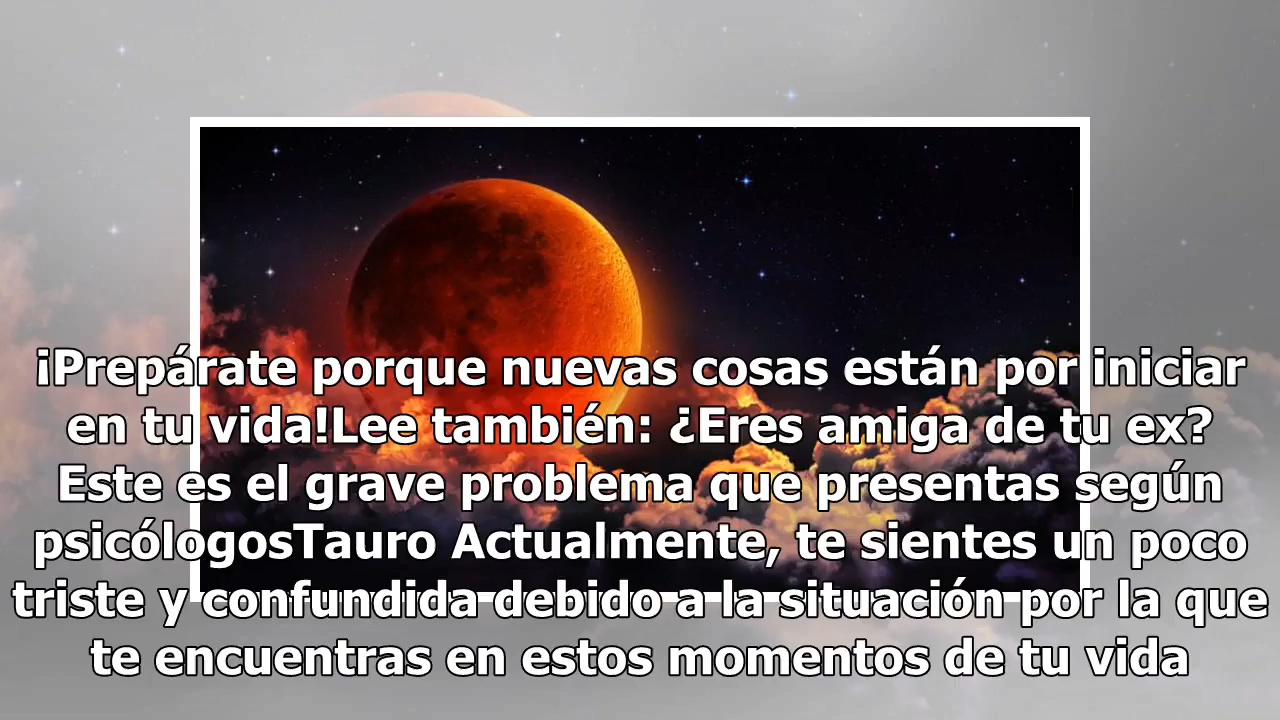 ¡Prepárate porque nuevas cosas están por iniciar
en tu vida!Lee también: ¿Eres amiga de tu ex?
Este es el grave problema que presentas según
psicólogosTauro Actualmente, te sientes un poco
triste y confundida debido a la situación por la que
te encuentras en estos momentos de tu vida